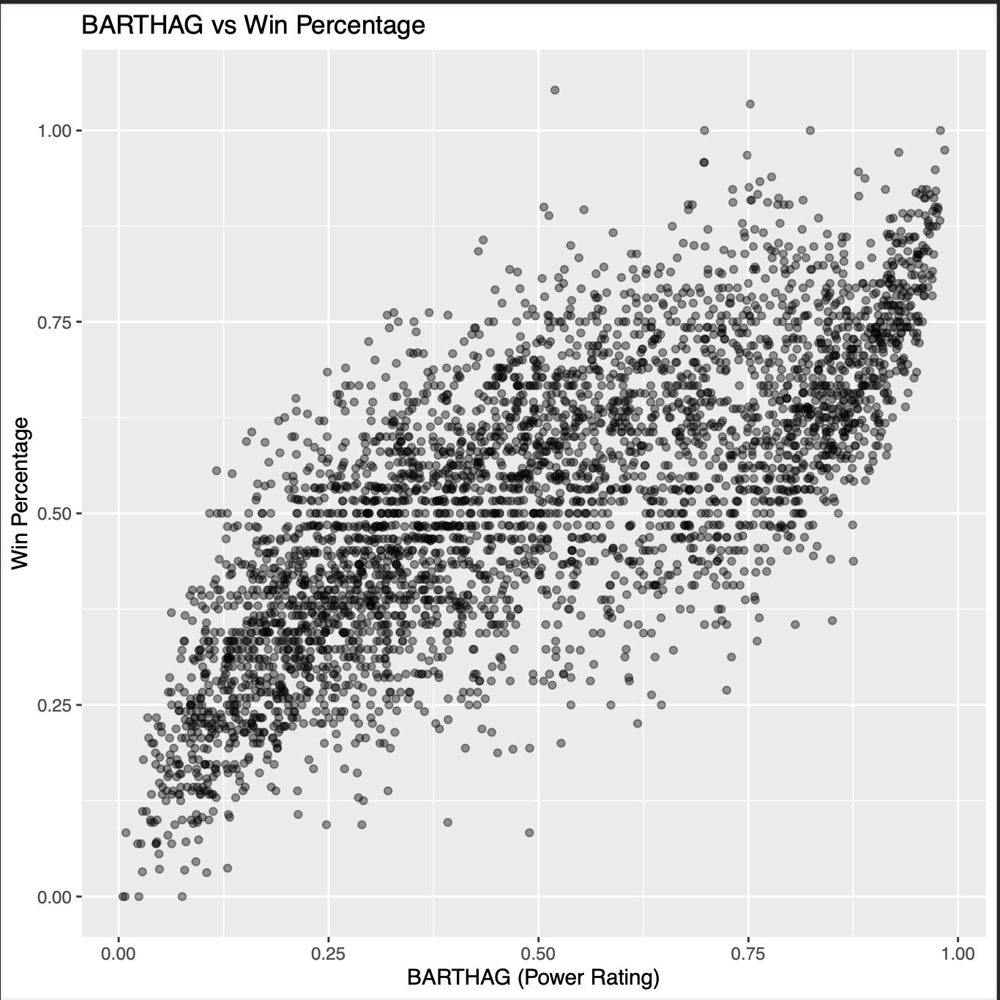 BARTHAG vs Win Percentage
Win Percentage
1.00
0.75
0.50
0.25
0.00
0.00 0.25 0.50 0.75 1.00
BARTHAG (Power Rating)